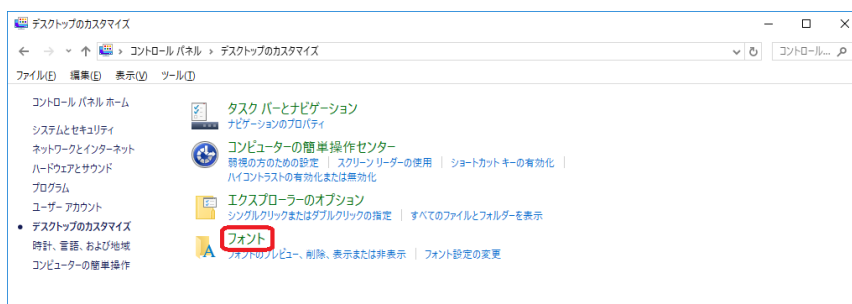 デスクトップのカスタマイズ
コントロール パネル › デスクトップのカスタマイズ
コントロール...
ファイル(F) 編集(E) 表示(V) ツール(T)
コントロール パネル ホーム
システムとセキュリティ
ネットワークとインターネット
ハードウェアとサウンド
プログラム
ユーザー アカウント
デスクトップのカスタマイズ
時計、言語、および地域
コンピューターの簡単操作
タスク バーとナビゲーション
ナビゲーションのプロパティ
コンピューターの簡単操作センター
弱視の方のための設定 | スクリーン リーダーの使用 | ショートカット キーの有効化 |
ハイコントラストの有効化または無効化
エクスプローラーのオプション
シングルクリックまたはダブルクリックの指定 | すべてのファイルとフォルダーを表示
フォント
フォントのプレビュー、削除、表示または非表示 | フォント設定の変更